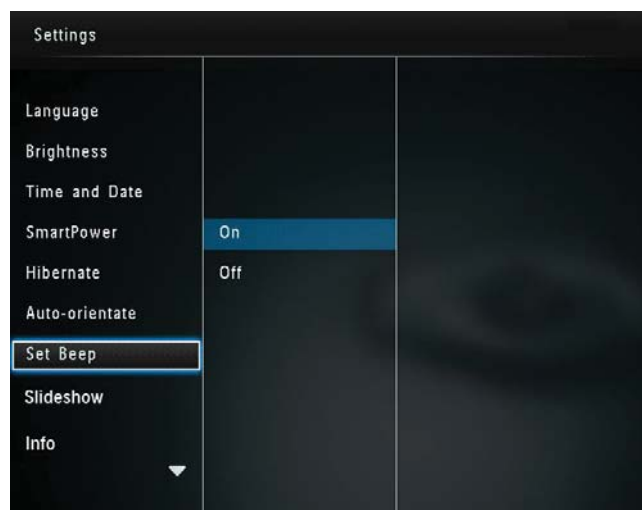 Settings
Language
Brightness
Time and Date
SmartPower
On
Hibernate
Off
Auto-orientate
Set Beep
Slideshow
Info